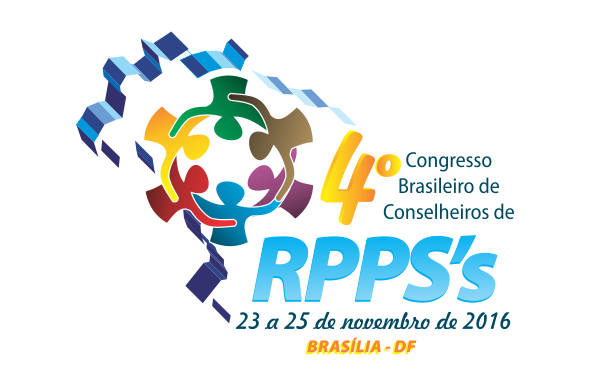 4º Congresso
Brasileiro de
Conselheiros de
RPPS's
23 a 25 de novembro de 2016
BRASÍLIA - DF